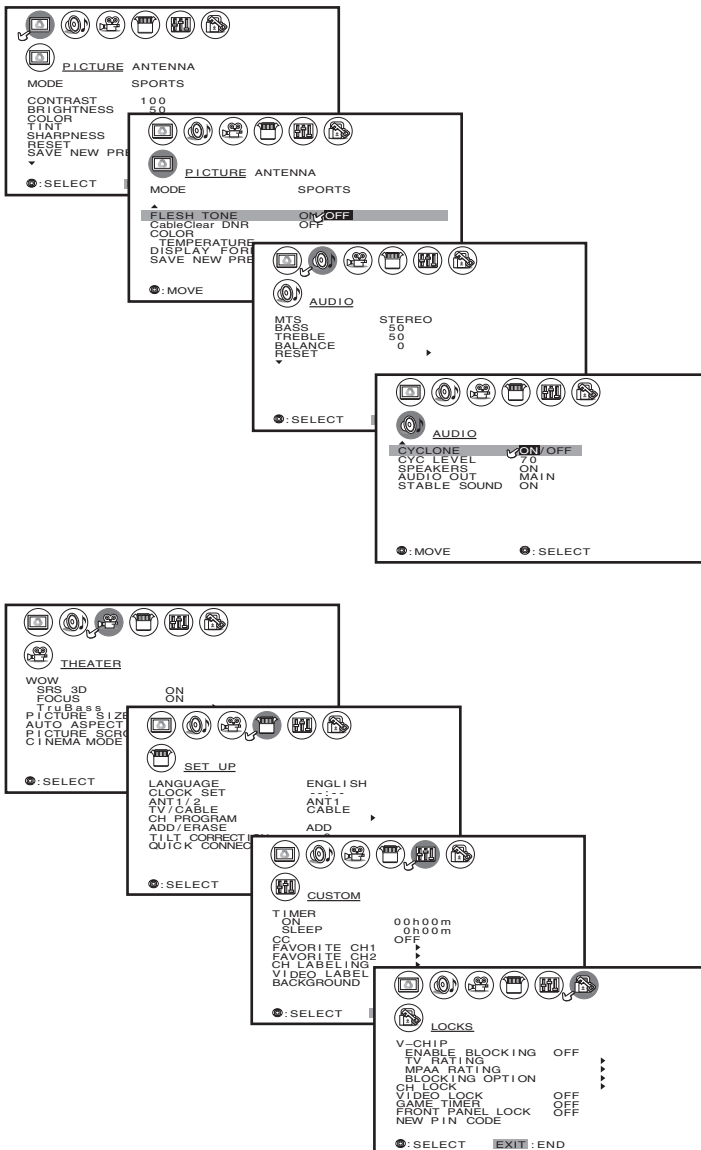 PICTURE ANTENNA
MODE SPORTS
CONTRAST 100
BRIGHTNESS 50
COLOR
TINT
SHARPNESS
RESET
SAVE NEW PRE
:SELECT
PICTURE ANTENNA
MODE SPORTS
FLESH TONE ON/OFF
CableClear DNR OFF
COLOR
TEMPERATURE
DISPLAY FOR
SAVE NEW PRE
:MOVE
AUDIO
MTS STEREO
BASS 50
TREBLE 50
BALANCE 0
RESET
:SELECT
AUDIO
CYCLONE ON/OFF
CYC LEVEL 70
SPEAKERS ON
AUDIO OUT MAIN
STABLE SOUND ON
:MOVE :SELECT
THEATER
WOW
SRS 3D ON
FOCUS ON
TruBass
PICTURE SIZE
AUTO ASPECT
PICTURE SCRO
CINEMA MODE
:SELECT
SET UP
LANGUAGE ENGLISH
CLOCK SET --:--
ANT1/2 ANT1
TV/CABLE CABLE
CH PROGRAM
ADD/ERASE ADD
TILT CORRECTI
QUICK CONNEC
:SELECT
CUSTOM
TIMER
ON 00h00m
SLEEP 0h00m
CC OFF
FAVORITE CH1
FAVORITE CH2
CH LABELING
VIDEO LABEL
BACKGROUND
:SELECT
LOCKS
V-CHIP
ENABLE BLOCKING OFF
TV RATING
MPAA RATING
BLOCKING OPTION
CH LOCK
VIDEO LOCK OFF
GAME TIMER OFF
FRONT PANEL LOCK OFF
NEW PIN CODE
:SELECT EXIT:END